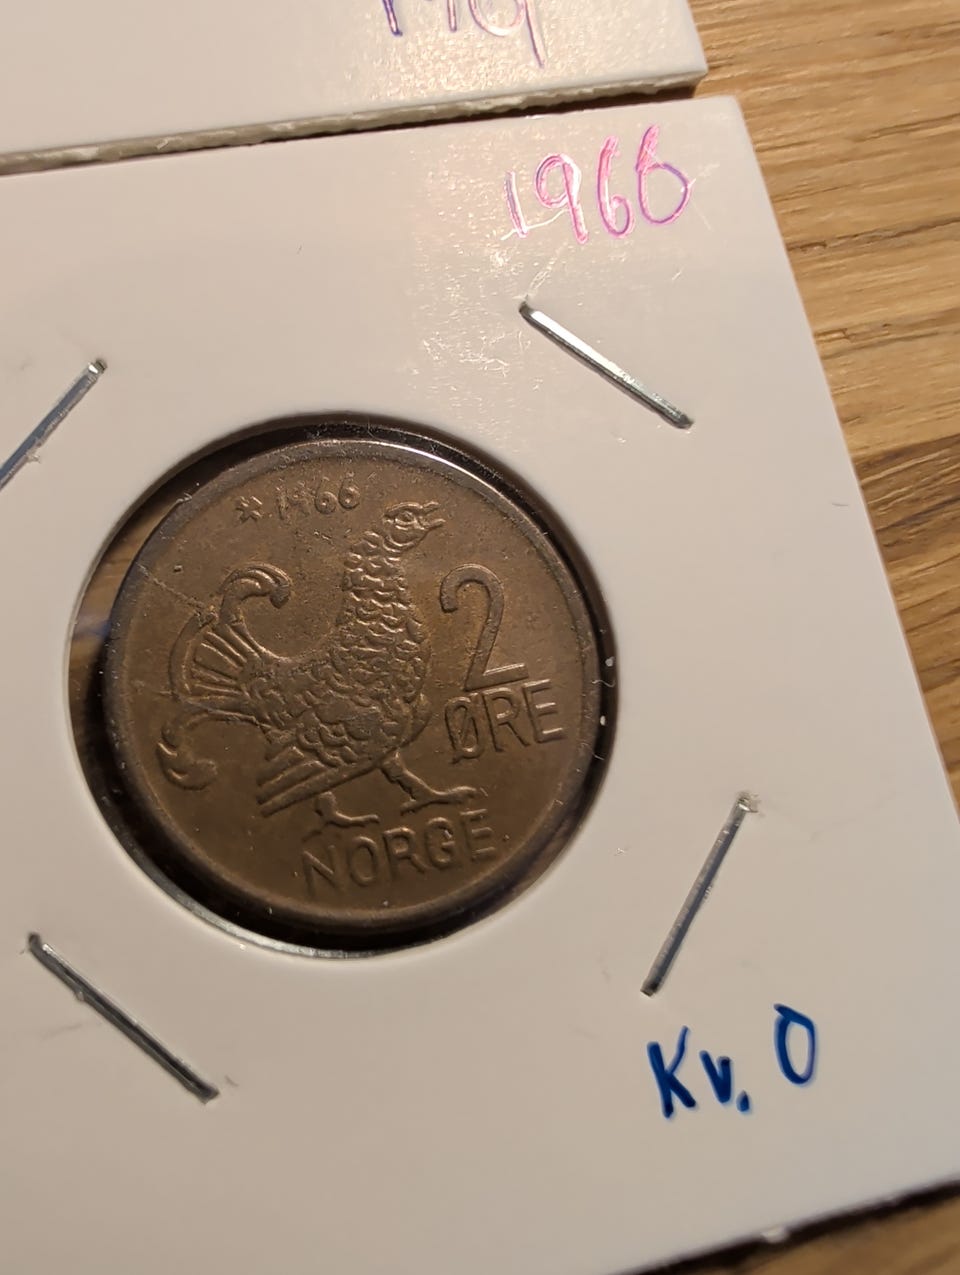 1966
* 1966
2
ØRE
NORGE
Kv. 0